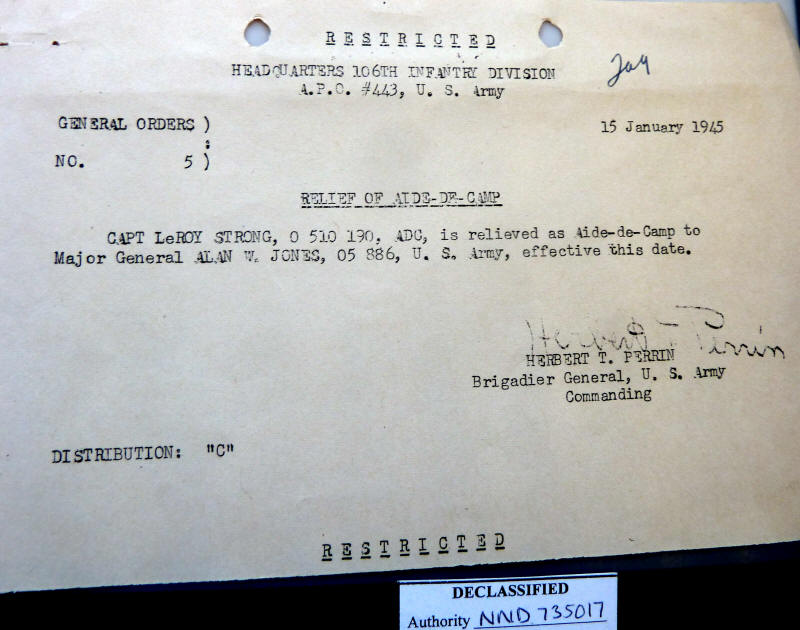 RESTRICTED
HEADQUARTERS 106TH INFANTRY DIVISION
A.P.O. #443, U. S. Army
GENERAL ORDERS )
:
NO. 5 )
15 January 1945
RELIEF OF AIDE-DE-CAMP
CAPT LeROY STRONG, O 510 190, ADC, is relieved as Aide-de-Camp to
Major General ALAN W. JONES, O5 886, U. S. Army, effective this date.
Herbert T. Perrin
HERBERT T. PERRIN
Brigadier General, U. S. Army
Commanding
DISTRIBUTION: "C"
RESTRICTED
DECLASSIFIED
Authority NND 735017